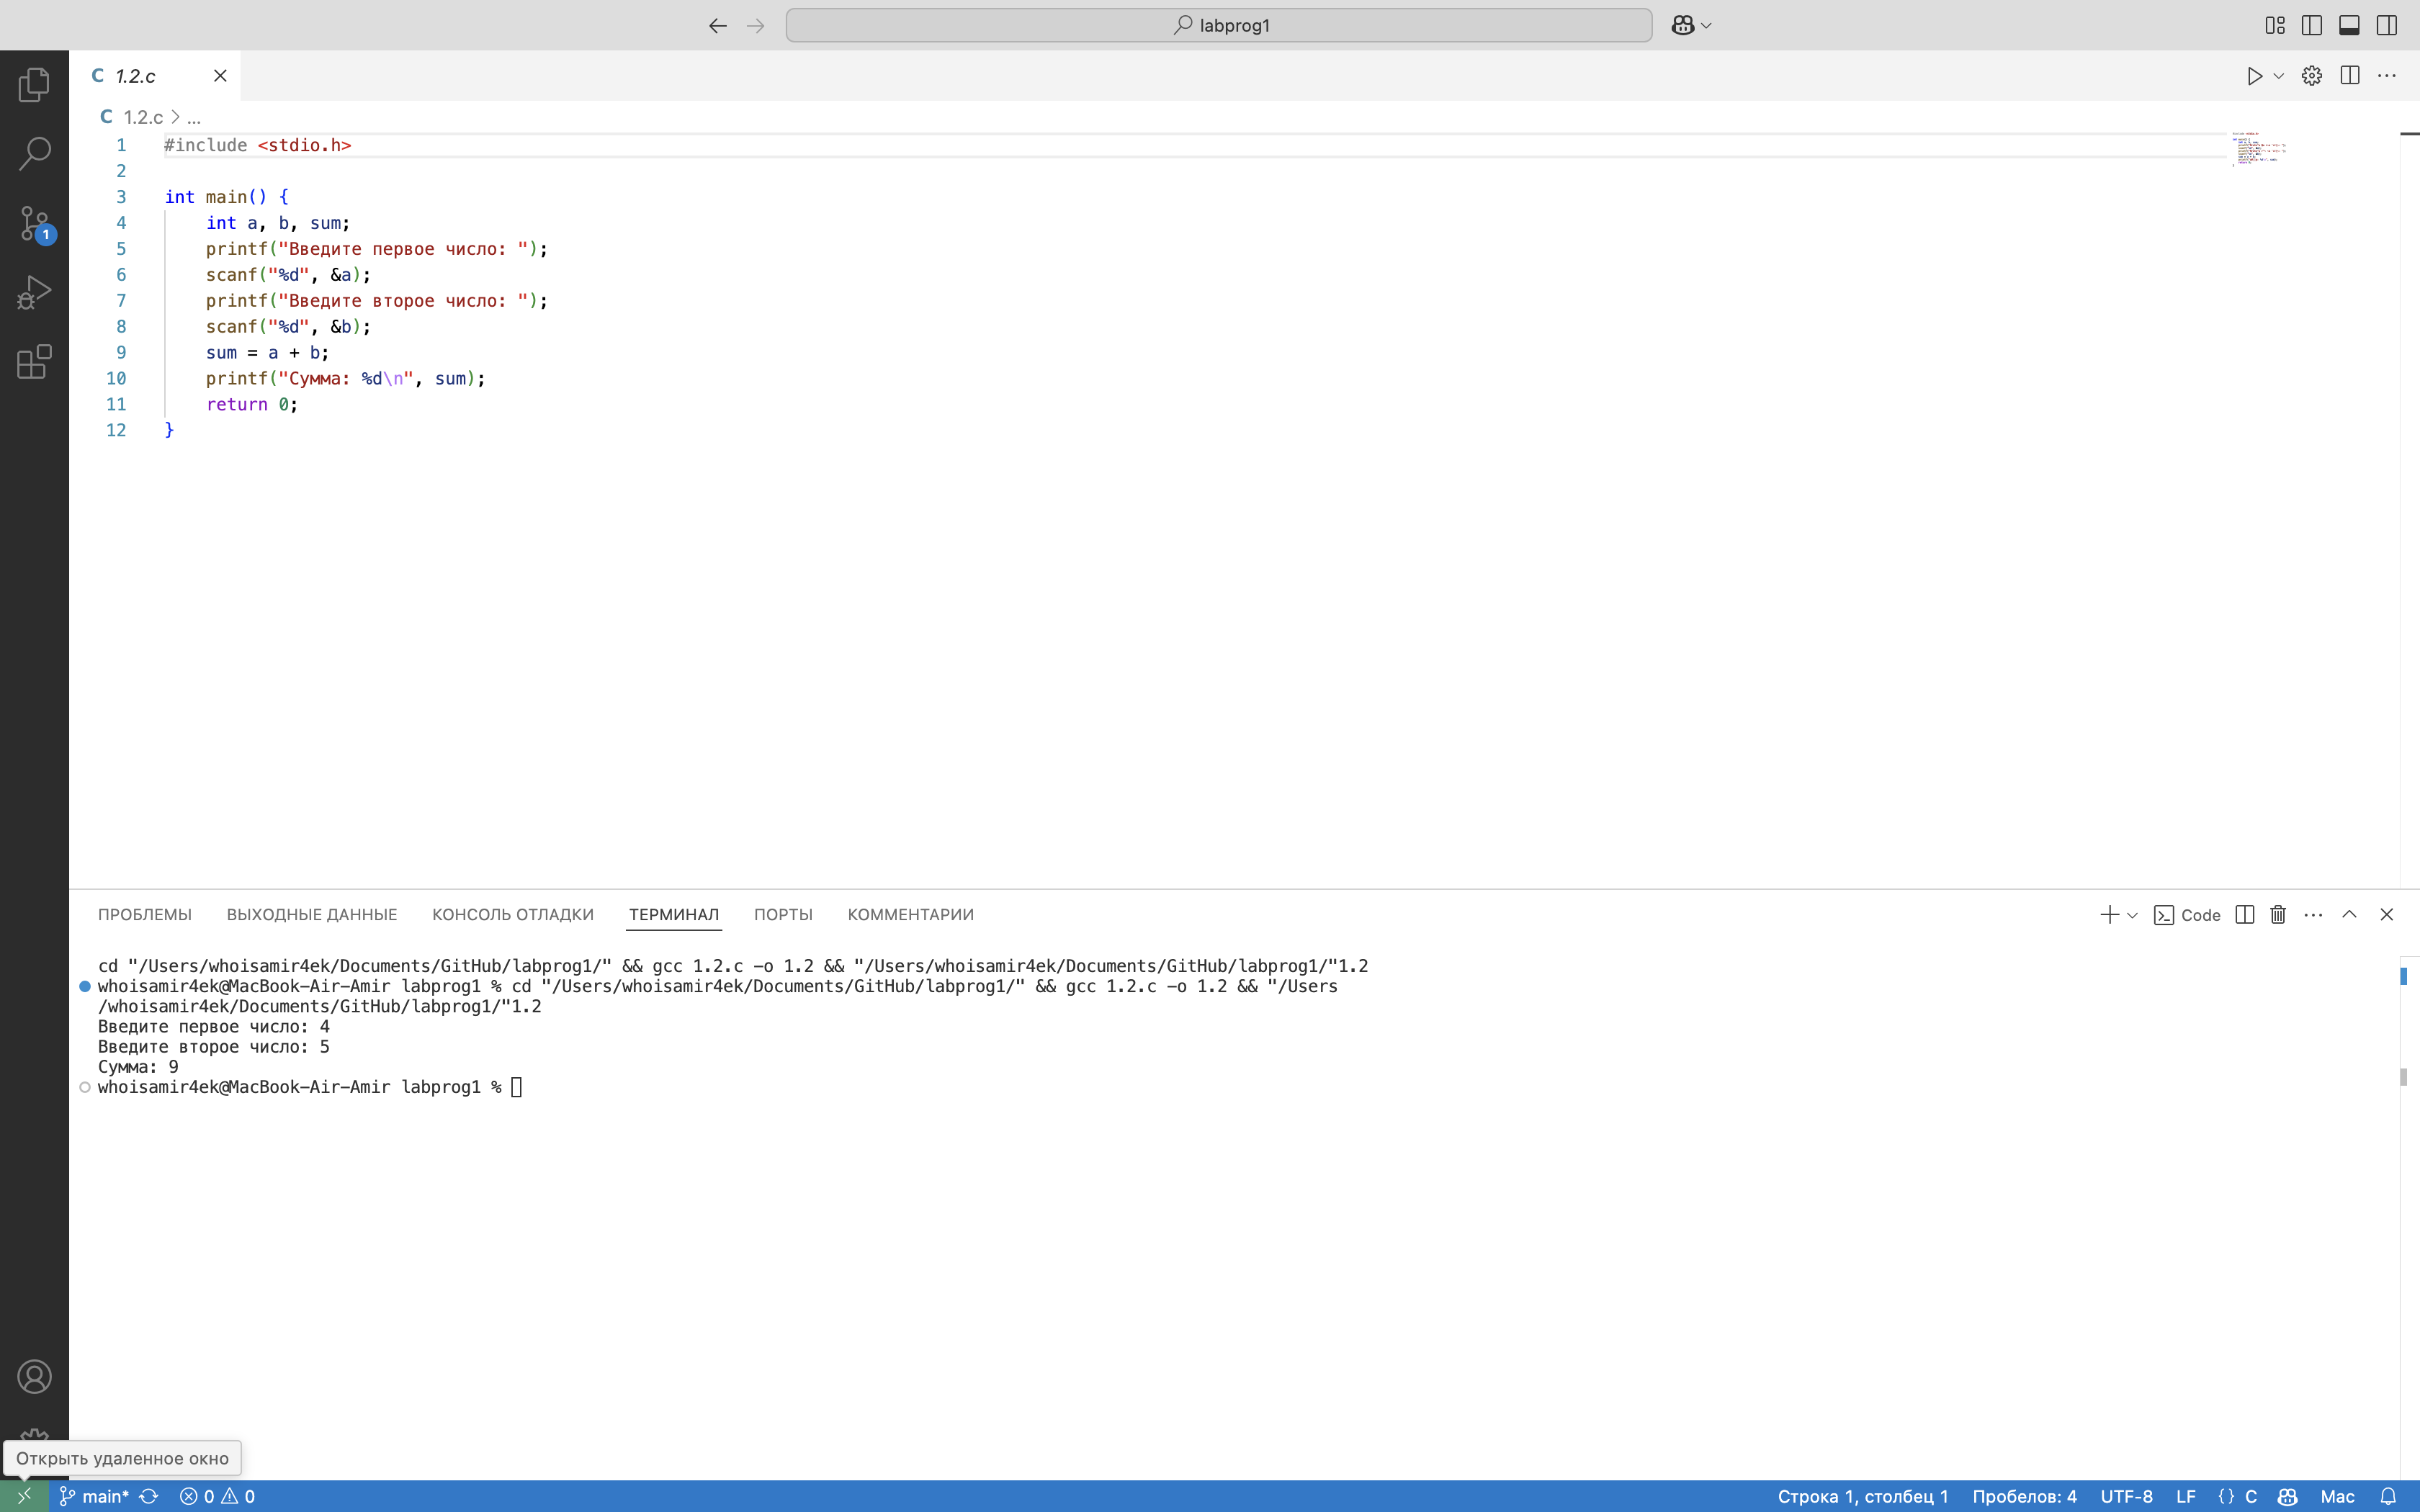 labprog1
C 1.2.c
C 1.2.c > ...
1 #include <stdio.h>
2
3 int main() {
4 int a, b, sum;
5 printf("Введите первое число: ");
6 scanf("%d", &a);
7 printf("Введите второе число: ");
8 scanf("%d", &b);
9 sum = a + b;
10 printf("Сумма: %d\n", sum);
11 return 0;
12 }
1
ПРОБЛЕМЫ ВЫХОДНЫЕ ДАННЫЕ КОНСОЛЬ ОТЛАДКИ ТЕРМИНАЛ ПОРТЫ КОММЕНТАРИИ Code
cd "/Users/whoisamir4ek/Documents/GitHub/labprog1/" && gcc 1.2.c -o 1.2 && "/Users/whoisamir4ek/Documents/GitHub/labprog1/"1.2
whoisamir4ek@MacBook-Air-Amir labprog1 % cd "/Users/whoisamir4ek/Documents/GitHub/labprog1/" && gcc 1.2.c -o 1.2 && "/Users
/whoisamir4ek/Documents/GitHub/labprog1/"1.2
Введите первое число: 4
Введите второе число: 5
Сумма: 9
whoisamir4ek@MacBook-Air-Amir labprog1 %
Открыть удаленное окно
main* 0 0 Строка 1, столбец 1 Пробелов: 4 UTF-8 LF {} C Mac